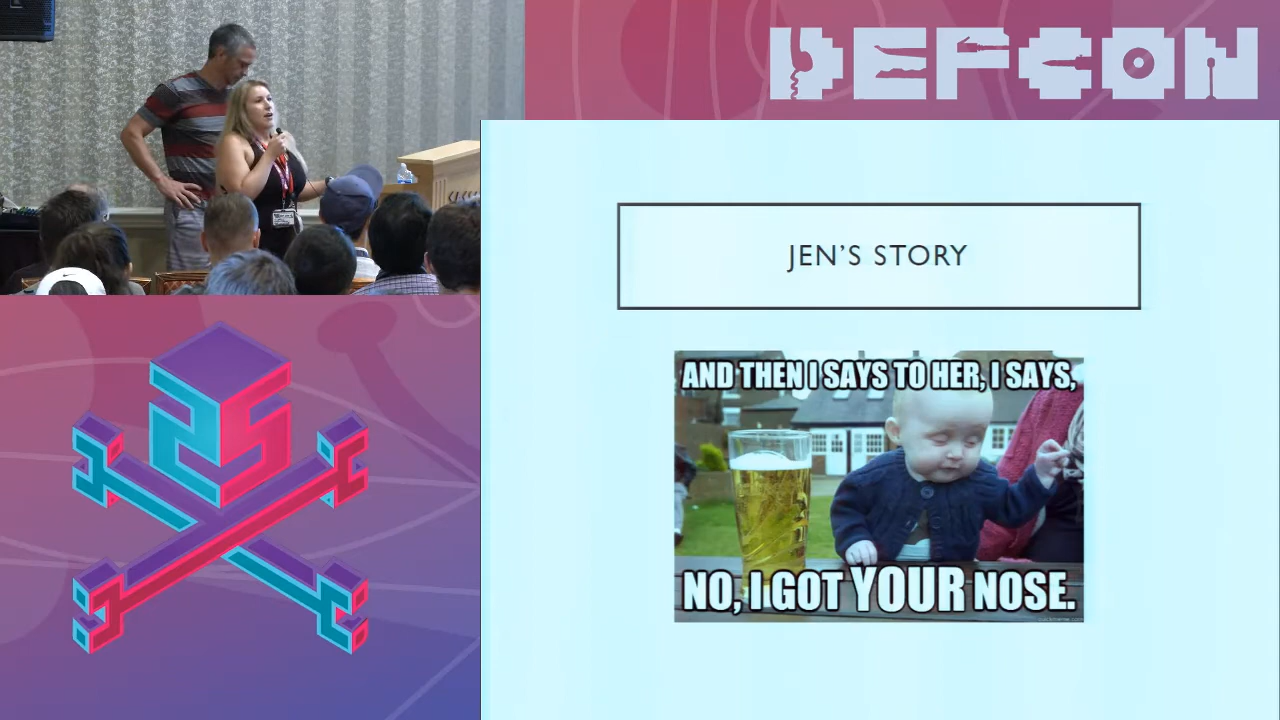 DEFCON
JEN'S STORY
AND THEN I SAYS TO HER, I SAYS,
NO, I GOT YOUR NOSE.